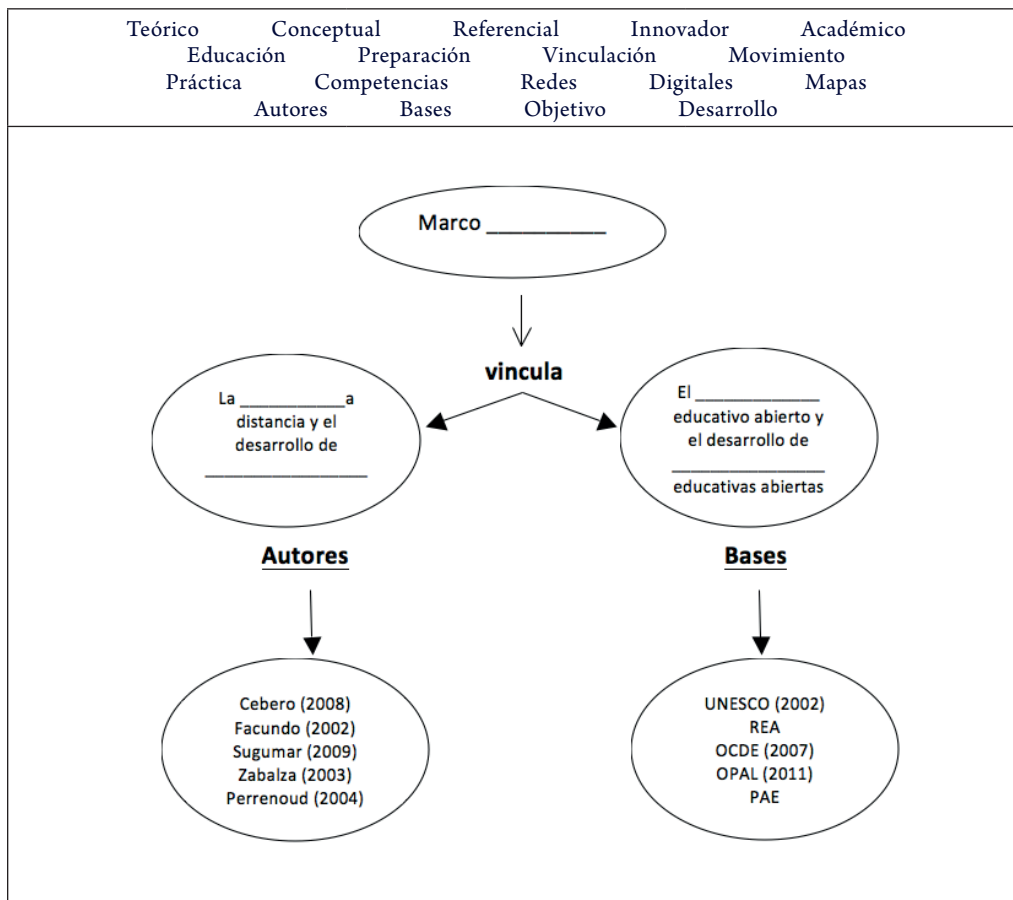 Teórico Conceptual Referencial Innovador Académico
Educación Preparación Vinculación Movimiento
Práctica Competencias Redes Digitales Mapas
Autores Bases Objetivo Desarrollo
Marco ___________
vincula
La ___________a
distancia y el
desarrollo de
_________________
El _____________
educativo abierto y
el desarrollo de
________________
educativas abiertas
Autores
Bases
Cebero (2008)
Facundo (2002)
Sugumar (2009)
Zabalza (2003)
Perrenoud (2004)
UNESCO (2002)
REA
OCDE (2007)
OPAL (2011)
PAE